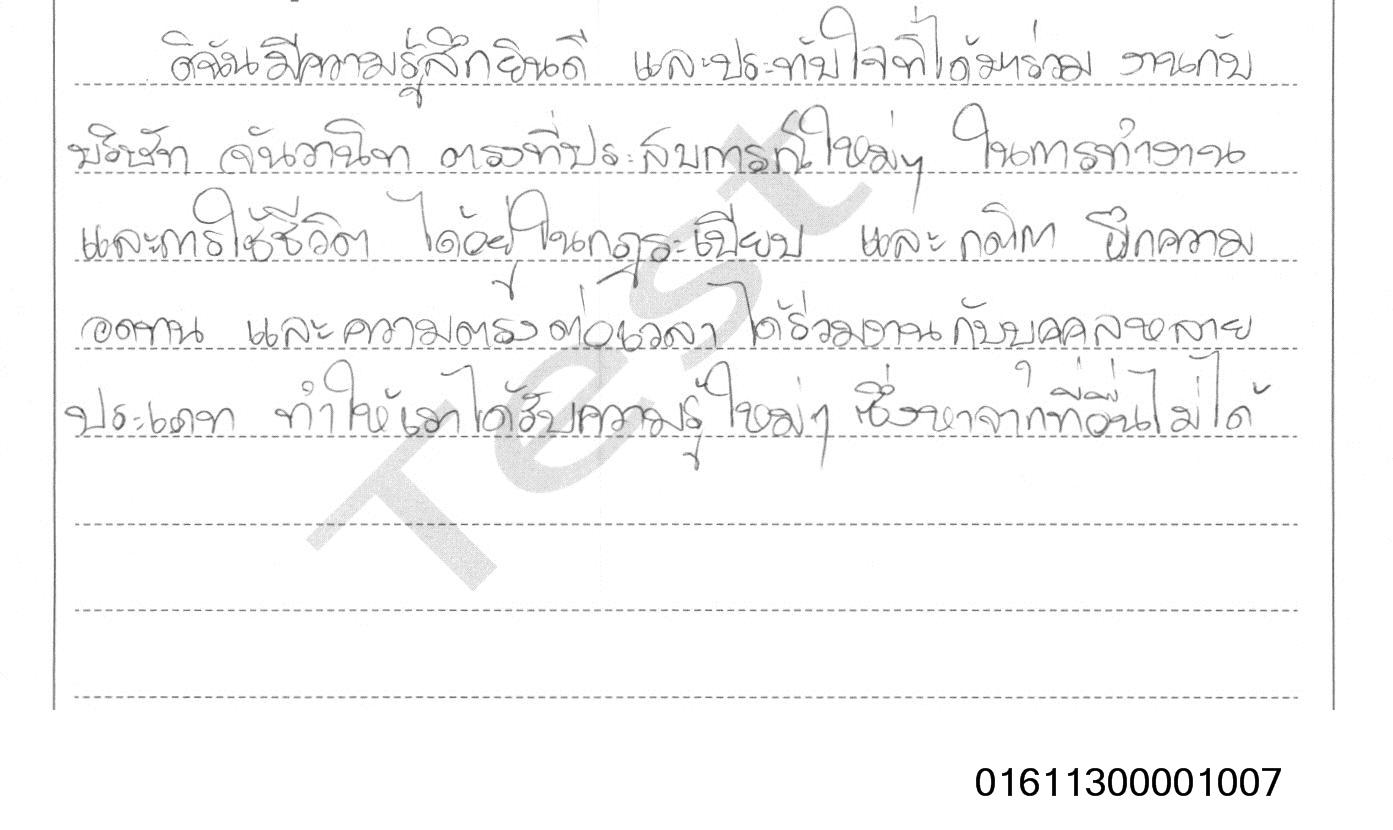 ดิฉันมีความรู้สึกยินดี และประทับใจที่ได้มาร่วม งานกับ
บริษัท จันวานิท ตรงที่ประสบการณ์ใหม่ๆ ในการทำงาน
และการใช้ชีวิต ได้อยู่ในกฎระเบียบ และ กติกา ฝึกความ
อดทน และความตรงต่อเวลา ได้ร่วมงานกับบุคคลหลาย
ประเภท ทำให้เราได้รับความรู้ใหม่ๆ ซึ่งหาจากที่อื่นไม่ได้
Test
01611300001007